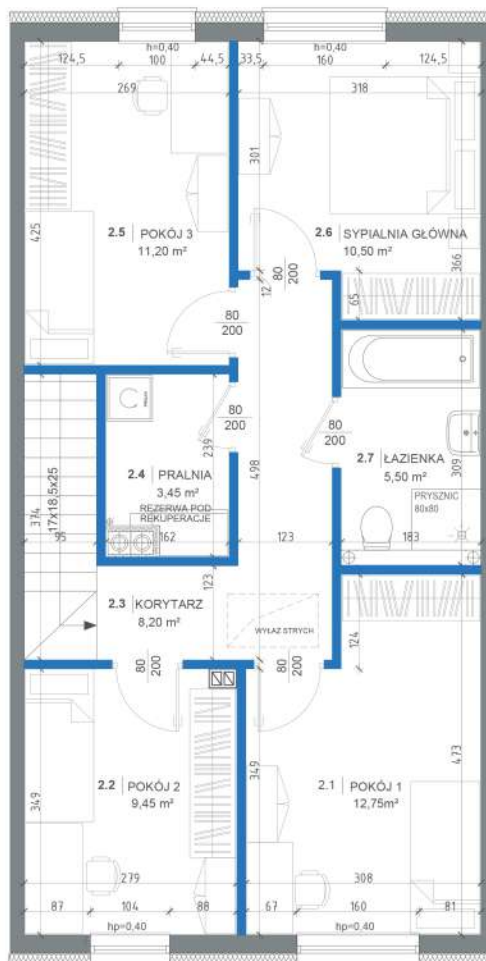 h=0,40
h=0,40
124,5
100
44,5
33,5
160
124,5
269
318
301
425
2.5 POKÓJ 3
11,20 m²
2.6 SYPIALNIA GŁÓWNA
10,50 m²
366
80
200
12
65
80
200
80
200
80
200
239
498
309
374
17x18,5x25
95
2.4 PRALNIA
3,45 m²
REZERWA POD
REKUPERACJE
162
123
2.7 ŁAZIENKA
5,50 m²
PRYSZNIC
80x80
183
123
2.3 KORYTARZ
8,20 m²
WYŁAZ STRYCH
124
80
200
80
200
349
2.2 POKÓJ 2
9,45 m²
349
2.1 POKÓJ 1
12,75m²
473
279
308
87
104
88
67
160
81
hp=0,40
hp=0,40